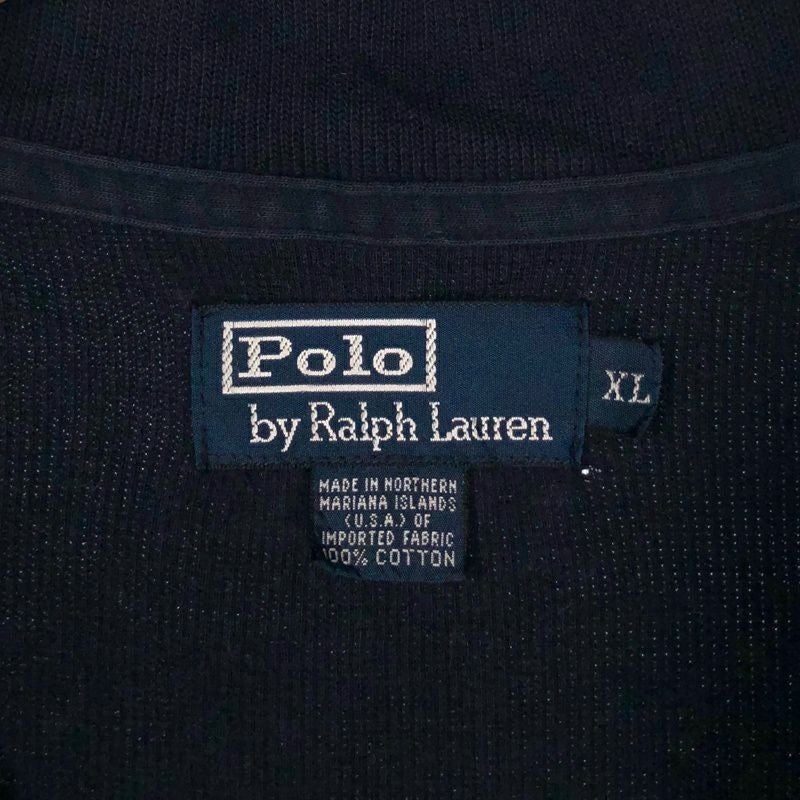 Polo
by Ralph Lauren
XL
MADE IN NORTHERN
MARIANA ISLANDS
(U.S.A.) OF
IMPORTED FABRIC
100% COTTON